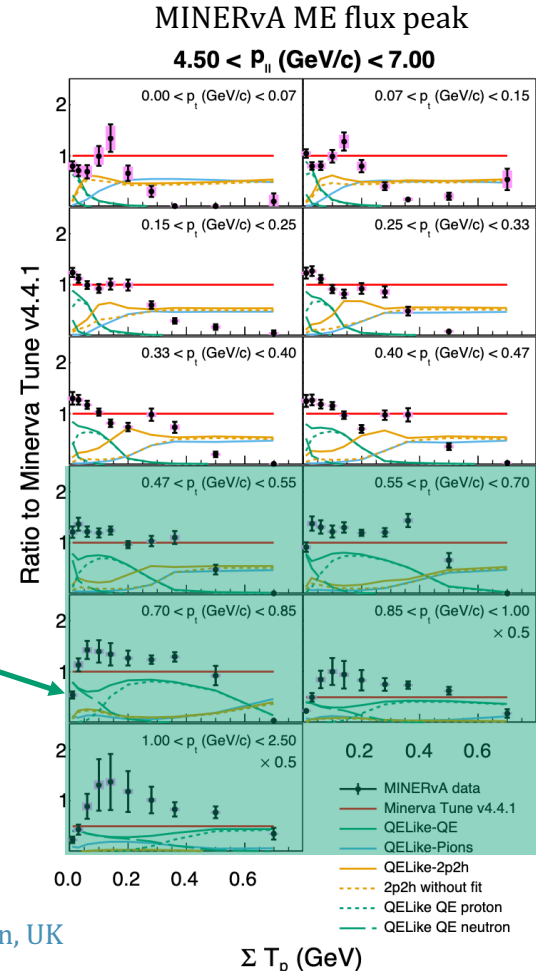 MINERvA ME flux peak
4.50 < p∥ (GeV/c) < 7.00
Ratio to Minerva Tune v4.4.1
0.00 < pt (GeV/c) < 0.07
0.07 < pt (GeV/c) < 0.15
2
1
0.15 < pt (GeV/c) < 0.25
0.25 < pt (GeV/c) < 0.33
2
1
0.33 < pt (GeV/c) < 0.40
0.40 < pt (GeV/c) < 0.47
2
1
0.47 < pt (GeV/c) < 0.55
0.55 < pt (GeV/c) < 0.70
2
1
0.70 < pt (GeV/c) < 0.85
0.85 < pt (GeV/c) < 1.00
× 0.5
2
1
1.00 < pt (GeV/c) < 2.50
× 0.5
2
1
0.2 0.4 0.6
MINERvA data
Minerva Tune v4.4.1
QELike-QE
QELike-Pions
QELike-2p2h
2p2h without fit
QELike QE proton
QELike QE neutron
0.0 0.2 0.4 0.6
n, UK
Σ Tp (GeV)